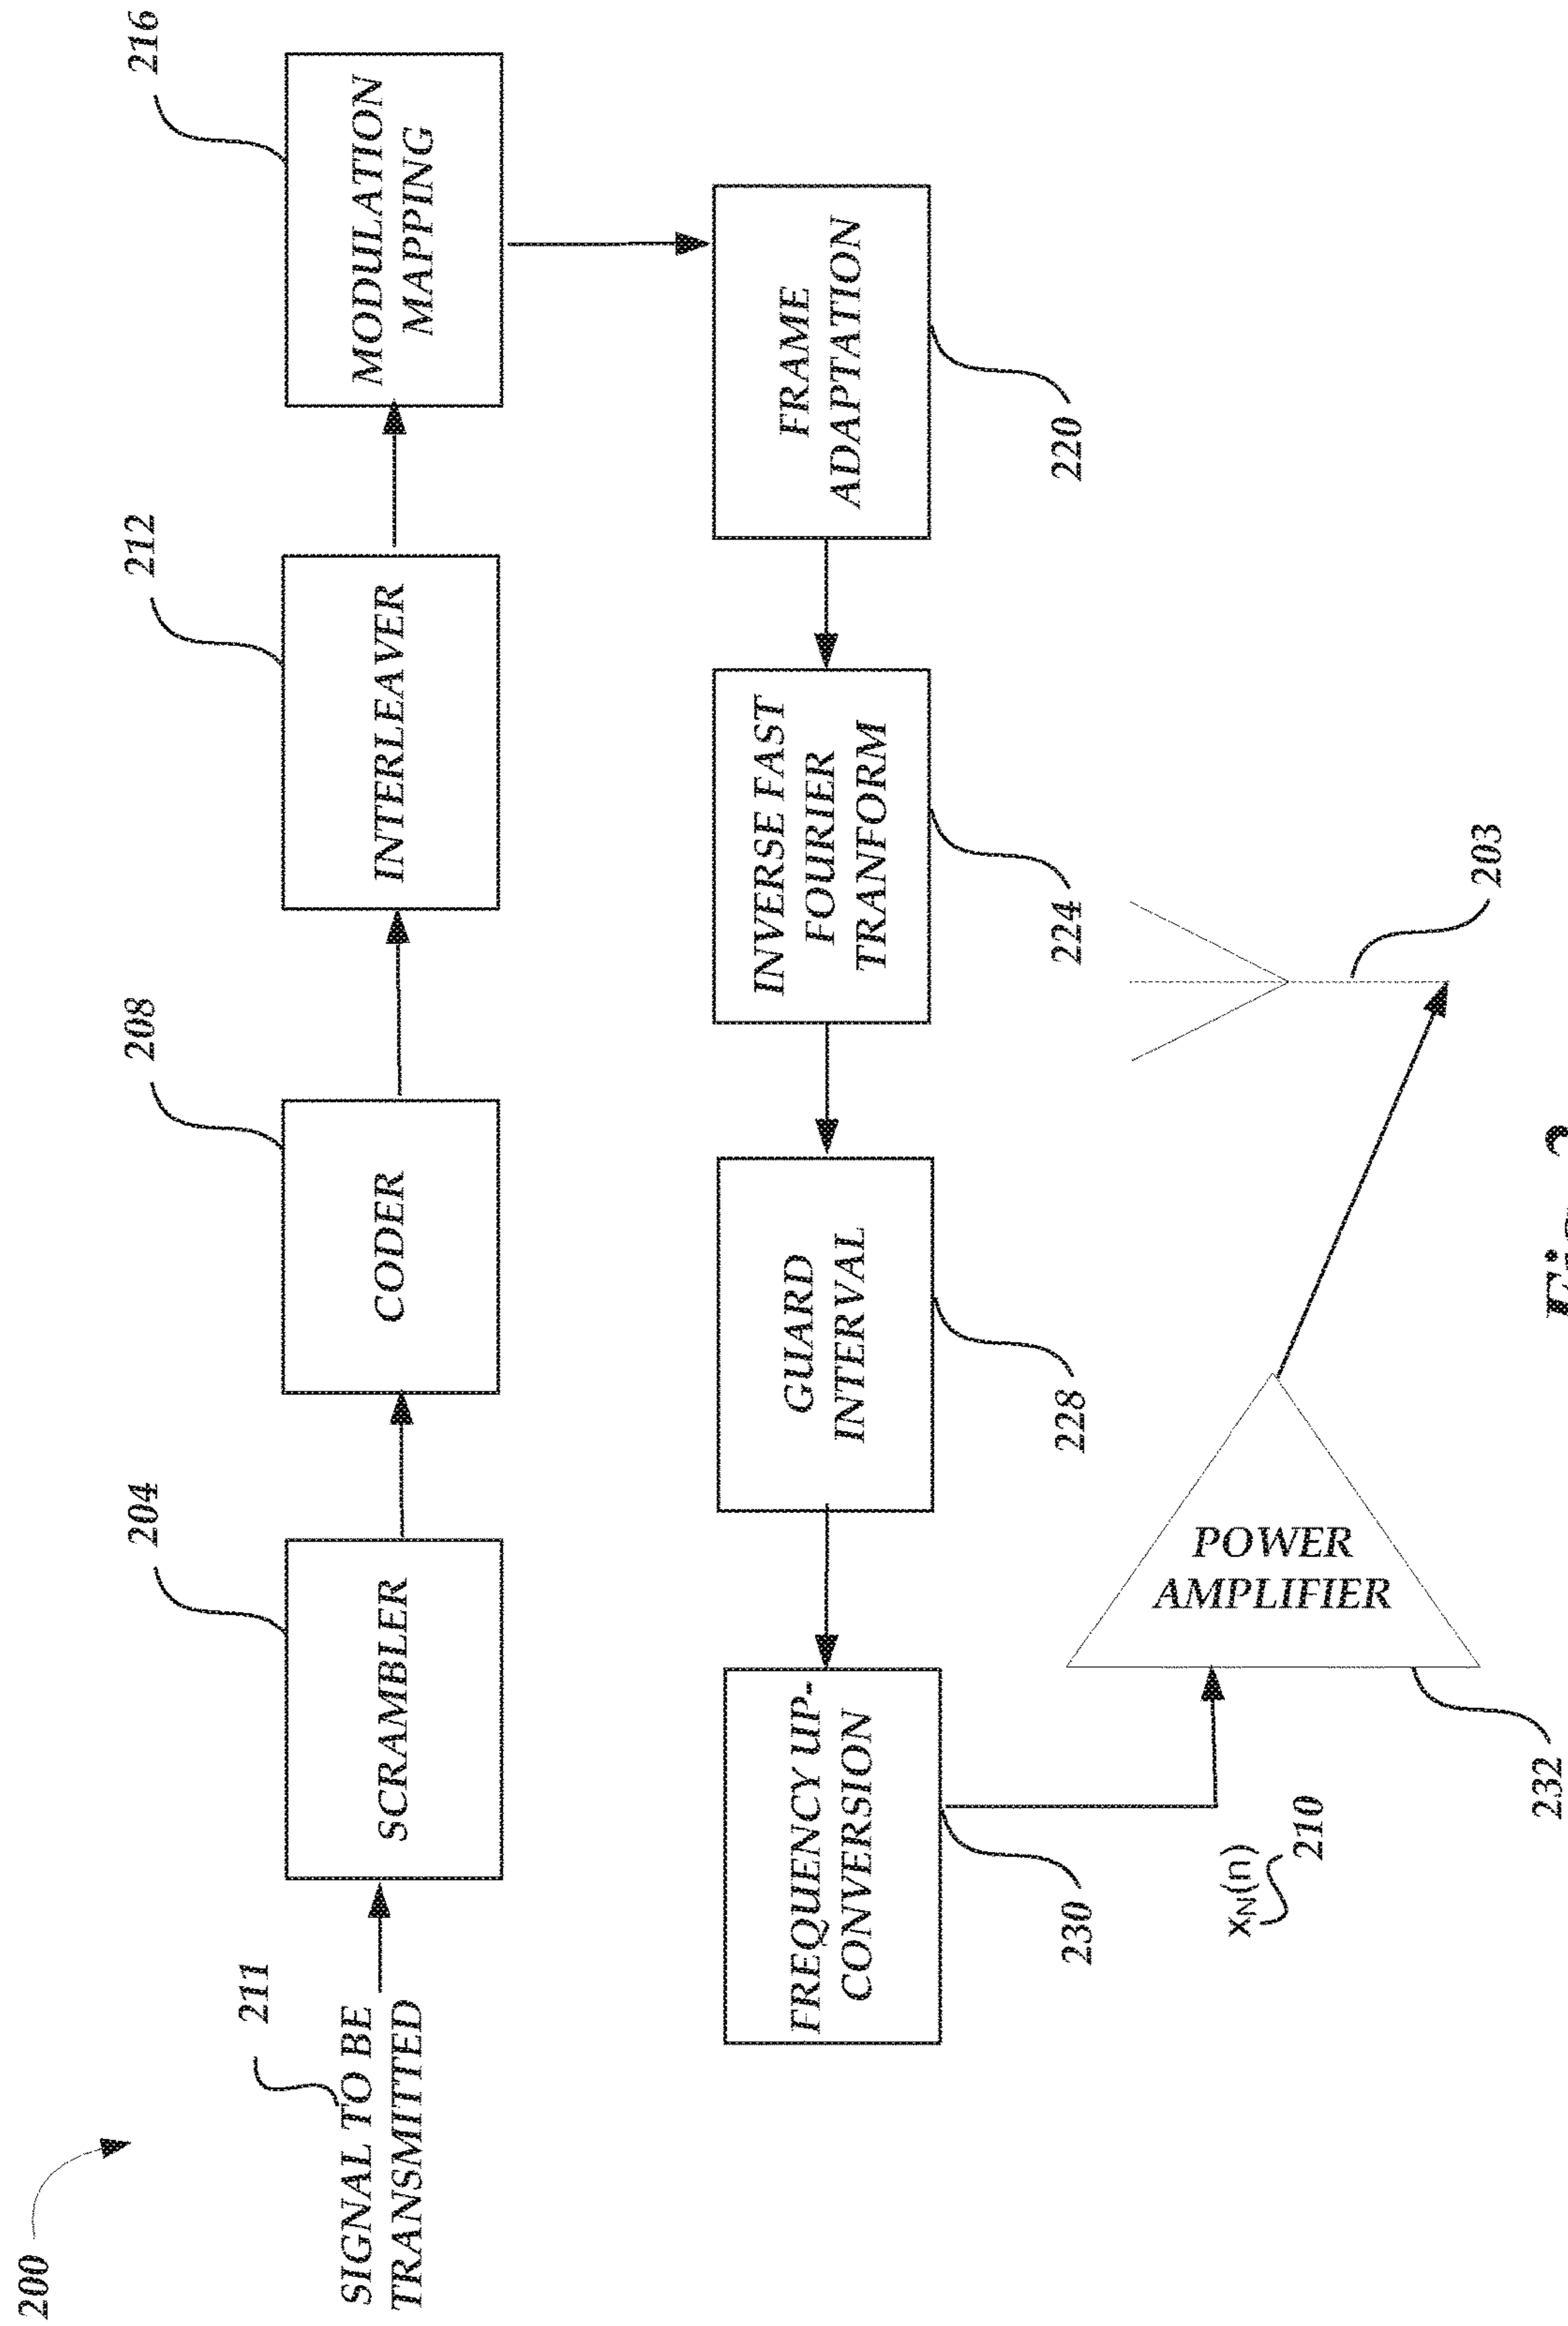 200
SIGNAL TO BE
TRANSMITTED
211
SCRAMBLER
204
CODER
208
INTERLEAVER
212
MODULATION
MAPPING
216
FRAME
ADAPTATION
220
INVERSE FAST
FOURIER
TRANFORM
224
GUARD
INTERVAL
228
FREQUENCY UP-
CONVERSION
230
xN(n)
210
POWER
AMPLIFIER
232
203